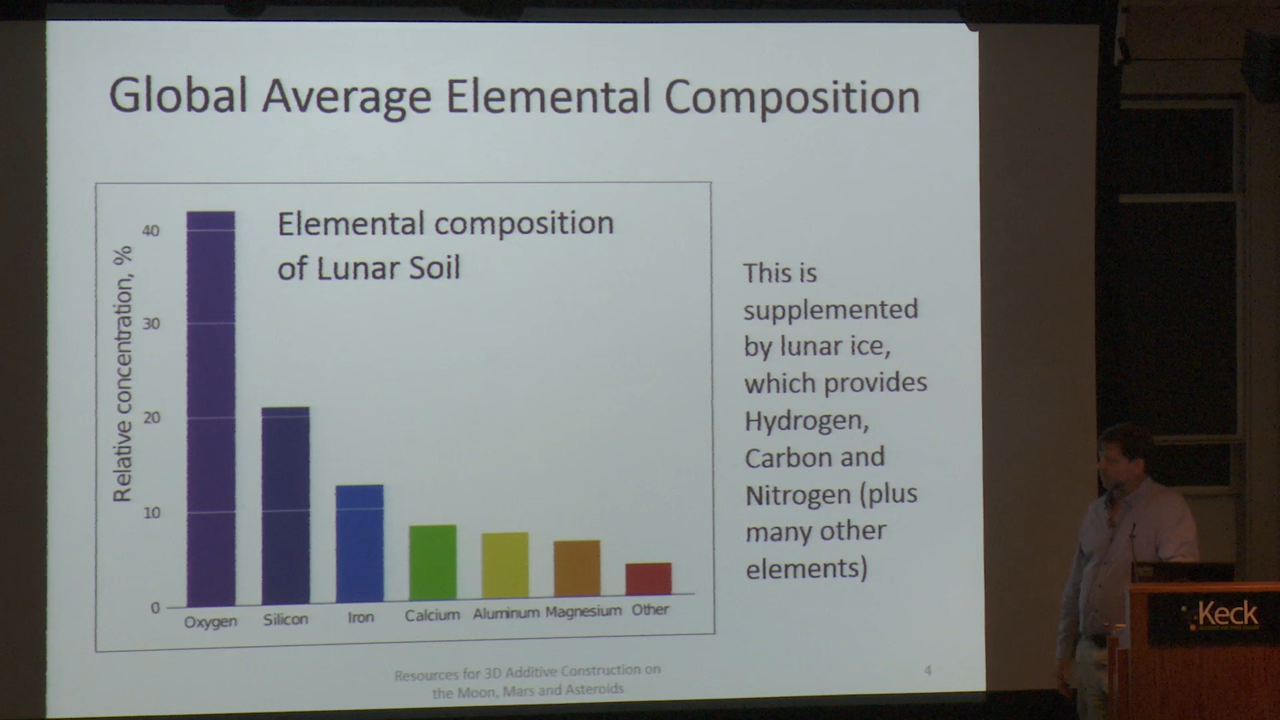 Global Average Elemental Composition
Elemental composition
of Lunar Soil
Relative concentration, %
40
30
20
10
0
Oxygen
Silicon
Iron
Calcium
Aluminum
Magnesium
Other
This is
supplemented
by lunar ice,
which provides
Hydrogen,
Carbon and
Nitrogen (plus
many other
elements)
Resources for 3D Additive Construction on
the Moon, Mars and Asteroids
4
Keck